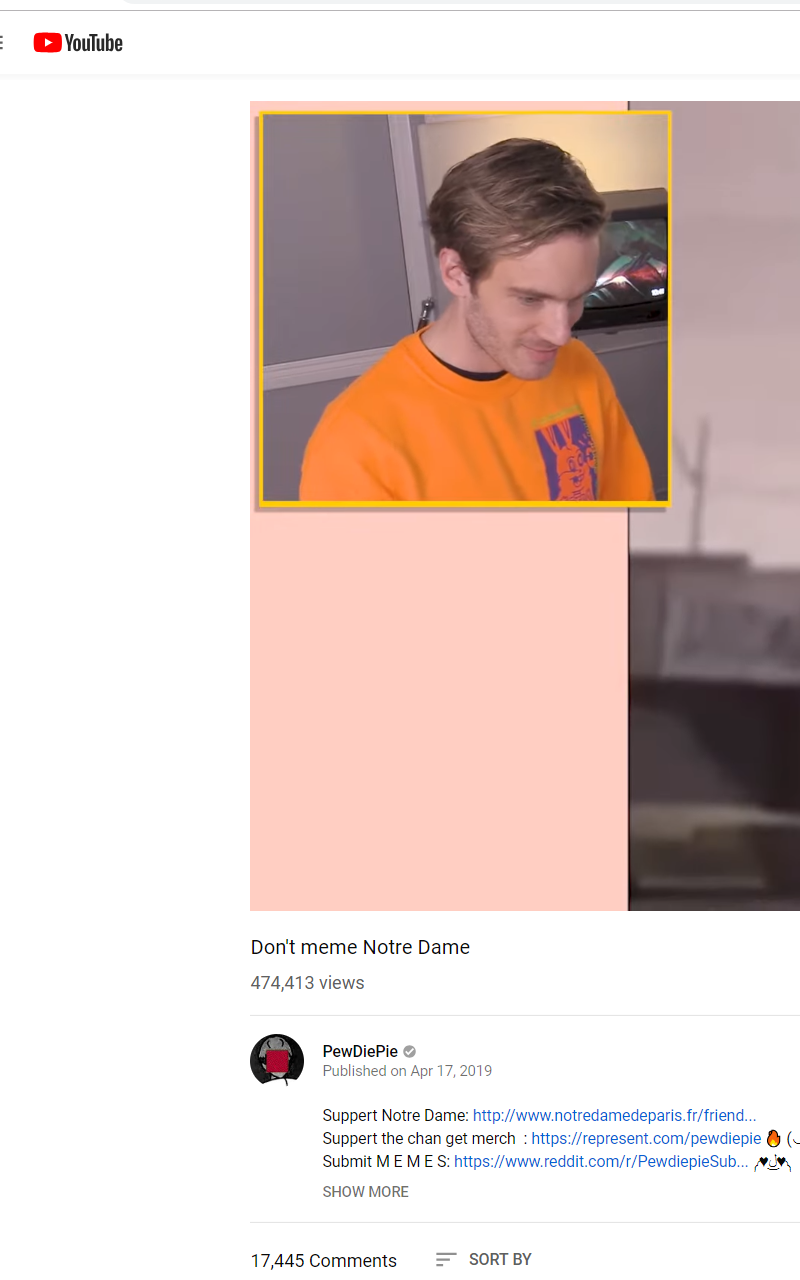 YouTube
Don't meme Notre Dame
474,413 views
PewDiePie
Published on Apr 17, 2019
Suppert Notre Dame: http://www.notredamedeparis.fr/friend...
Suppert the chan get merch : https://represent.com/pewdiepie 🔥 (
Submit M E M E S: https://www.reddit.com/r/PewdiepieSub...
SHOW MORE
17,445 Comments
SORT BY